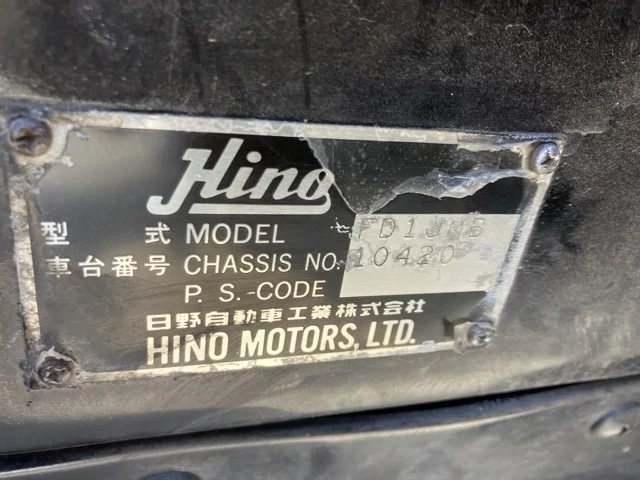 Hino
型式 MODEL FD1JWB
車台番号 CHASSIS NO. 10420
P. S.-CODE
日野自動車工業株式会社
HINO MOTORS, LTD.